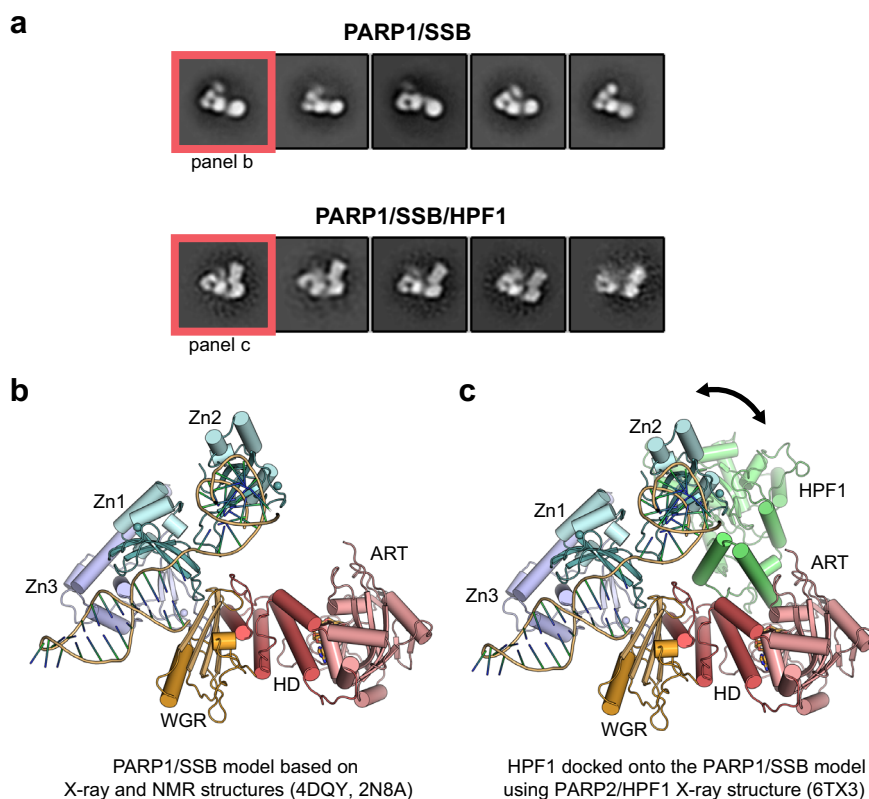 a
PARP1/SSB
panel b
PARP1/SSB/HPF1
panel c
b
Zn2
Zn1
Zn3
ART
HD
WGR
PARP1/SSB model based on
X-ray and NMR structures (4DQY, 2N8A)
c
Zn2
HPF1
Zn1
ART
Zn3
HD
WGR
HPF1 docked onto the PARP1/SSB model
using PARP2/HPF1 X-ray structure (6TX3)